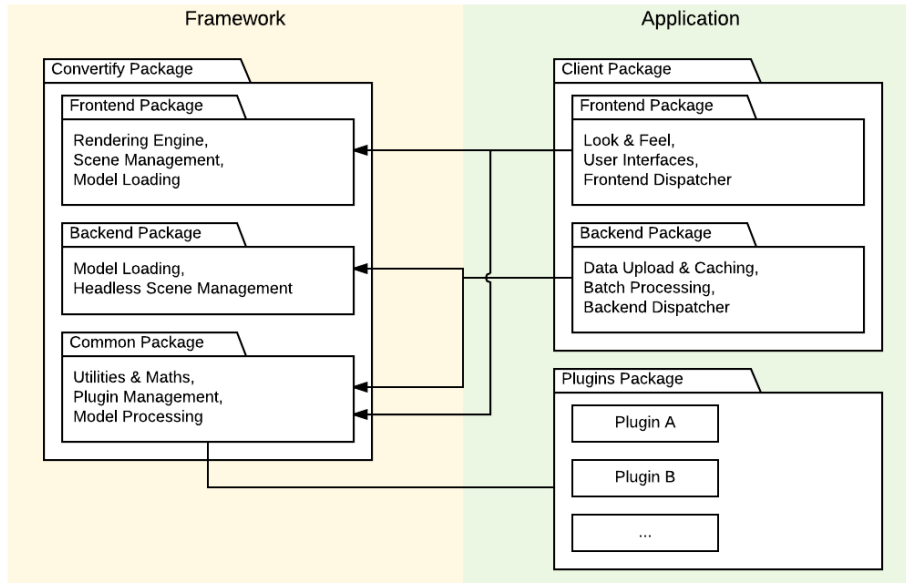 Framework
Application
Convertify Package
Frontend Package
Rendering Engine,
Scene Management,
Model Loading
Backend Package
Model Loading,
Headless Scene Management
Common Package
Utilities & Maths,
Plugin Management,
Model Processing
Client Package
Frontend Package
Look & Feel,
User Interfaces,
Frontend Dispatcher
Backend Package
Data Upload & Caching,
Batch Processing,
Backend Dispatcher
Plugins Package
Plugin A
Plugin B
...